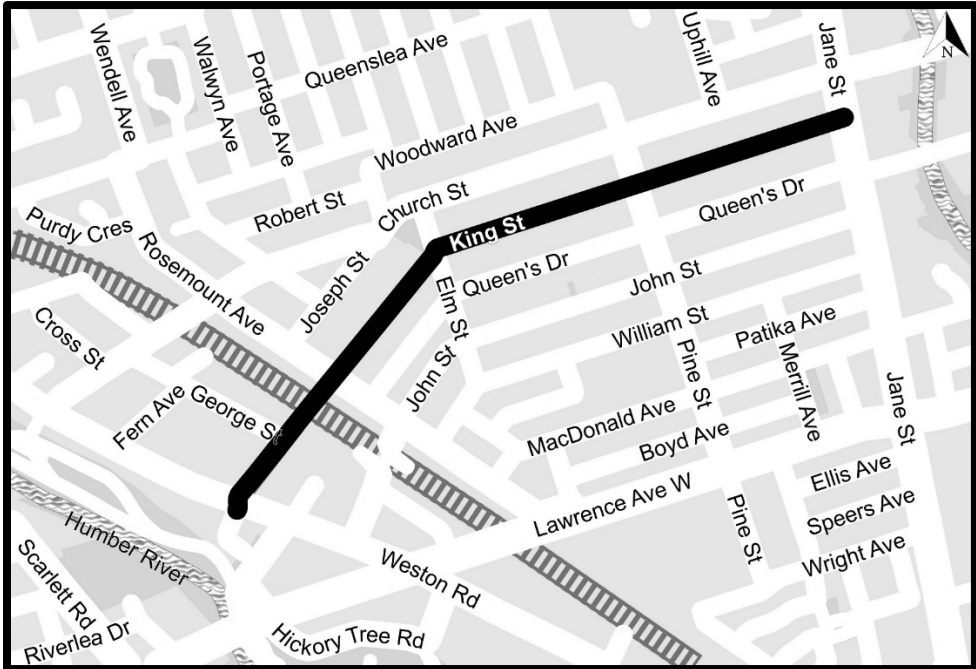 Wendell Ave
Walwyn Ave
Portage Ave
Queenslea Ave
Uphill Ave
Jane St
N
Woodward Ave
Robert St
Church St
Purdy Cres
Rosemount Ave
Joseph St
King St
Queen's Dr
Queen's Dr
Elm St
John St
Cross St
William St
Patika Ave
John St
Pine St
Merrill Ave
Jane St
Fern Ave
George St
MacDonald Ave
Boyd Ave
Ellis Ave
Lawrence Ave W
Speers Ave
Pine St
Wright Ave
Humber River
Scarlett Rd
Weston Rd
Riverlea Dr
Hickory Tree Rd